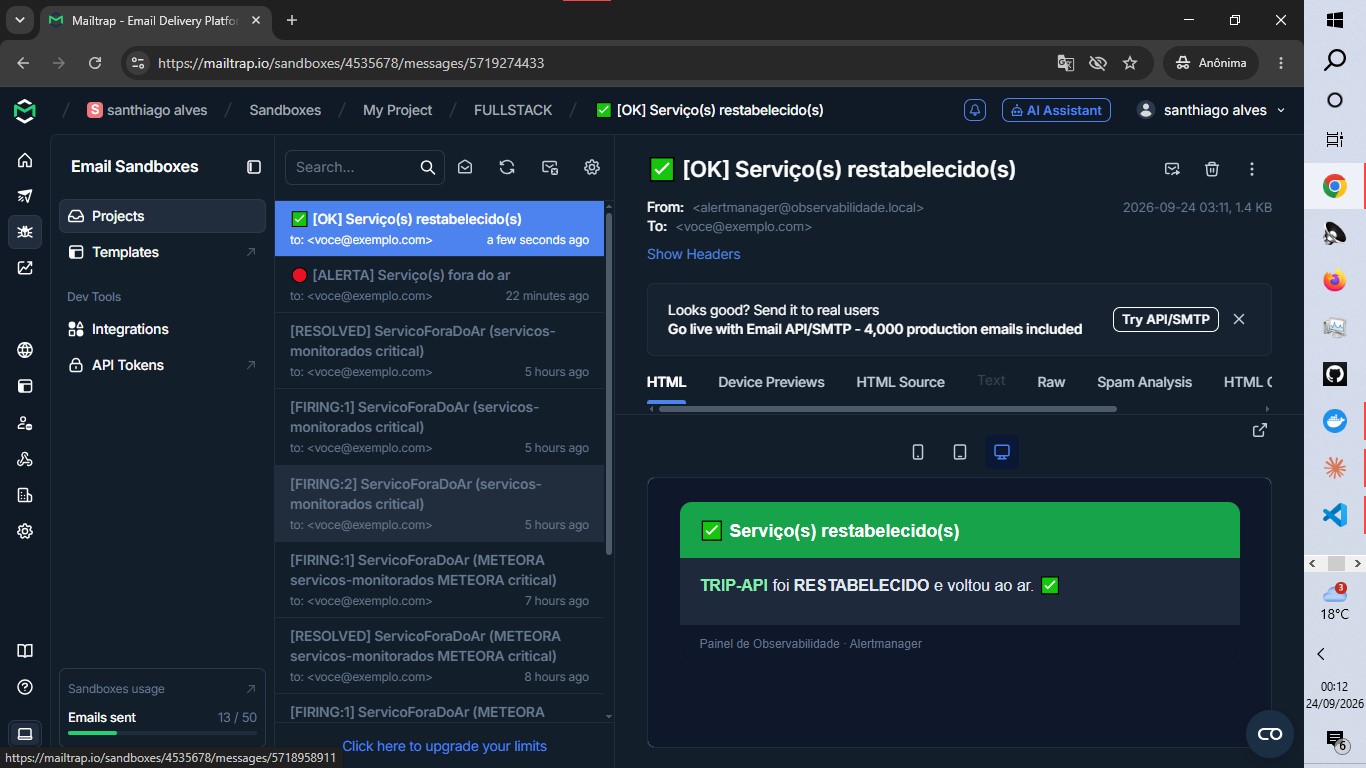 Mailtrap - Email Delivery Platfo
https://mailtrap.io/sandboxes/4535678/messages/5719274433
Anônima
S santhiago alves / Sandboxes / My Project / FULLSTACK / ✅ [OK] Serviço(s) restabelecido(s)
AI Assistant
santhiago alves
Email Sandboxes
Projects
Templates
Dev Tools
Integrations
API Tokens
Sandboxes usage
Emails sent 13 / 50
Search...
✅ [OK] Serviço(s) restabelecido(s)
to: <voce@exemplo.com> a few seconds ago
🔴 [ALERTA] Serviço(s) fora do ar
to: <voce@exemplo.com> 22 minutes ago
[RESOLVED] ServicoForaDoAr (servicos-
monitorados critical)
to: <voce@exemplo.com> 5 hours ago
[FIRING:1] ServicoForaDoAr (servicos-
monitorados critical)
to: <voce@exemplo.com> 5 hours ago
[FIRING:2] ServicoForaDoAr (servicos-
monitorados critical)
to: <voce@exemplo.com> 5 hours ago
[FIRING:1] ServicoForaDoAr (METEORA
servicos-monitorados METEORA critical)
to: <voce@exemplo.com> 7 hours ago
[RESOLVED] ServicoForaDoAr (METEORA
servicos-monitorados METEORA critical)
to: <voce@exemplo.com> 8 hours ago
[FIRING:1] ServicoForaDoAr (METEORA
Click here to upgrade your limits
✅ [OK] Serviço(s) restabelecido(s)
From: <alertmanager@observabilidade.local> 2026-09-24 03:11, 1.4 KB
To: <voce@exemplo.com>
Show Headers
Looks good? Send it to real users
Go live with Email API/SMTP - 4,000 production emails included
Try API/SMTP
HTML Device Previews HTML Source Text Raw Spam Analysis HTML C
✅ Serviço(s) restabelecido(s)
TRIP-API foi RESTABELECIDO e voltou ao ar. ✅
Painel de Observabilidade · Alertmanager
https://mailtrap.io/sandboxes/4535678/messages/5718958911
3
18°C
00:12
24/09/2026
6